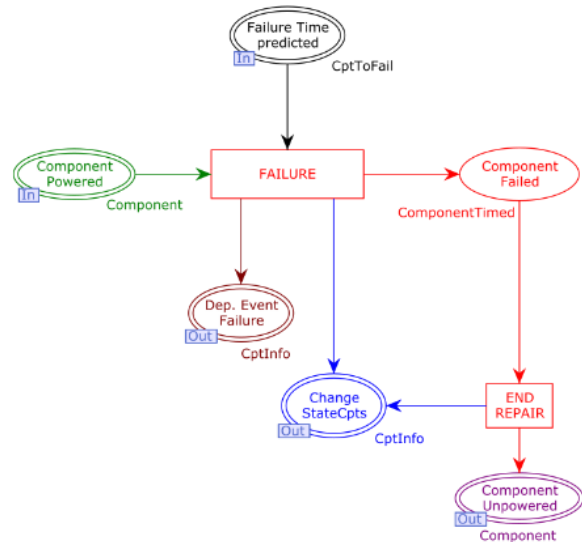 Failure Time
predicted
In
CptToFail
Component
Powered
In
Component
FAILURE
Component
Failed
ComponentTimed
Dep. Event
Failure
Out
CptInfo
Change
StateCpts
Out
CptInfo
END
REPAIR
Component
Unpowered
Out
Component